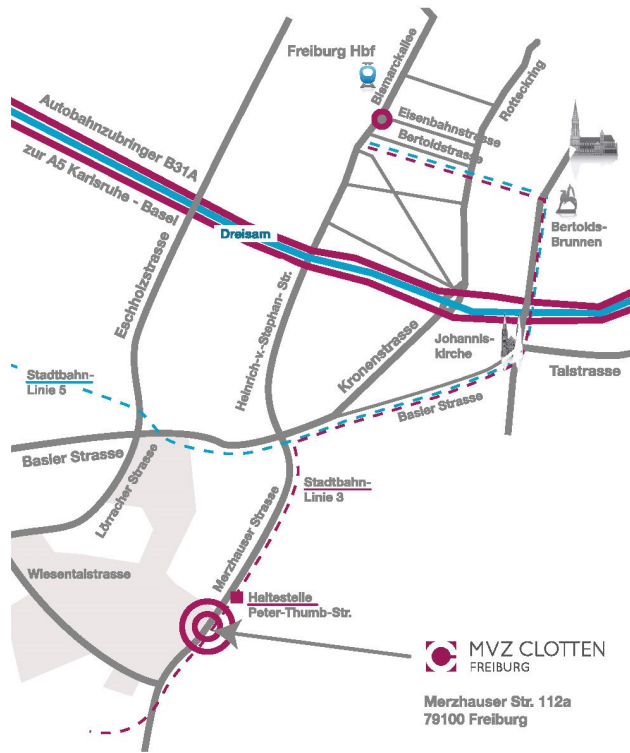 Freiburg Hbf
Bismarckallee
Rotteckring
Eisenbahnstrasse
Bertoldstrasse
Autobahnzubringer B31A
zur A5 Karlsruhe - Basel
Bertolds-
Brunnen
Dreisam
Eschholzstrasse
Heinrich-v.-Stephan- Str.
Kronenstrasse
Johannis-
kirche
Talstrasse
Stadtbahn-
Linie 5
Basler Strasse
Basler Strasse
Lörracher Strasse
Stadtbahn-
Linie 3
Merzhauser Strasse
Wiesentalstrasse
Haltestelle
Peter-Thumb-Str.
MVZ CLOTTEN
FREIBURG
Merzhauser Str. 112a
79100 Freiburg